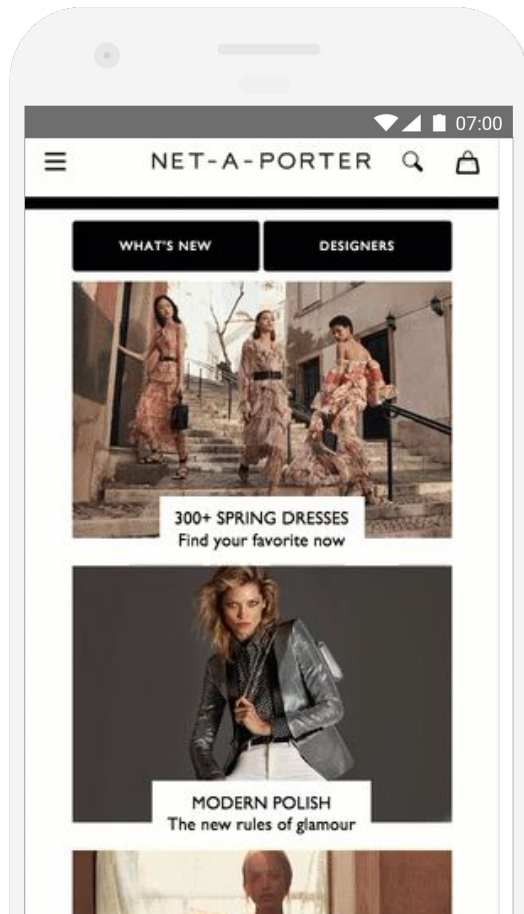 07:00
NET-A-PORTER
WHAT'S NEW
DESIGNERS
300+ SPRING DRESSES
Find your favorite now
MODERN POLISH
The new rules of glamour